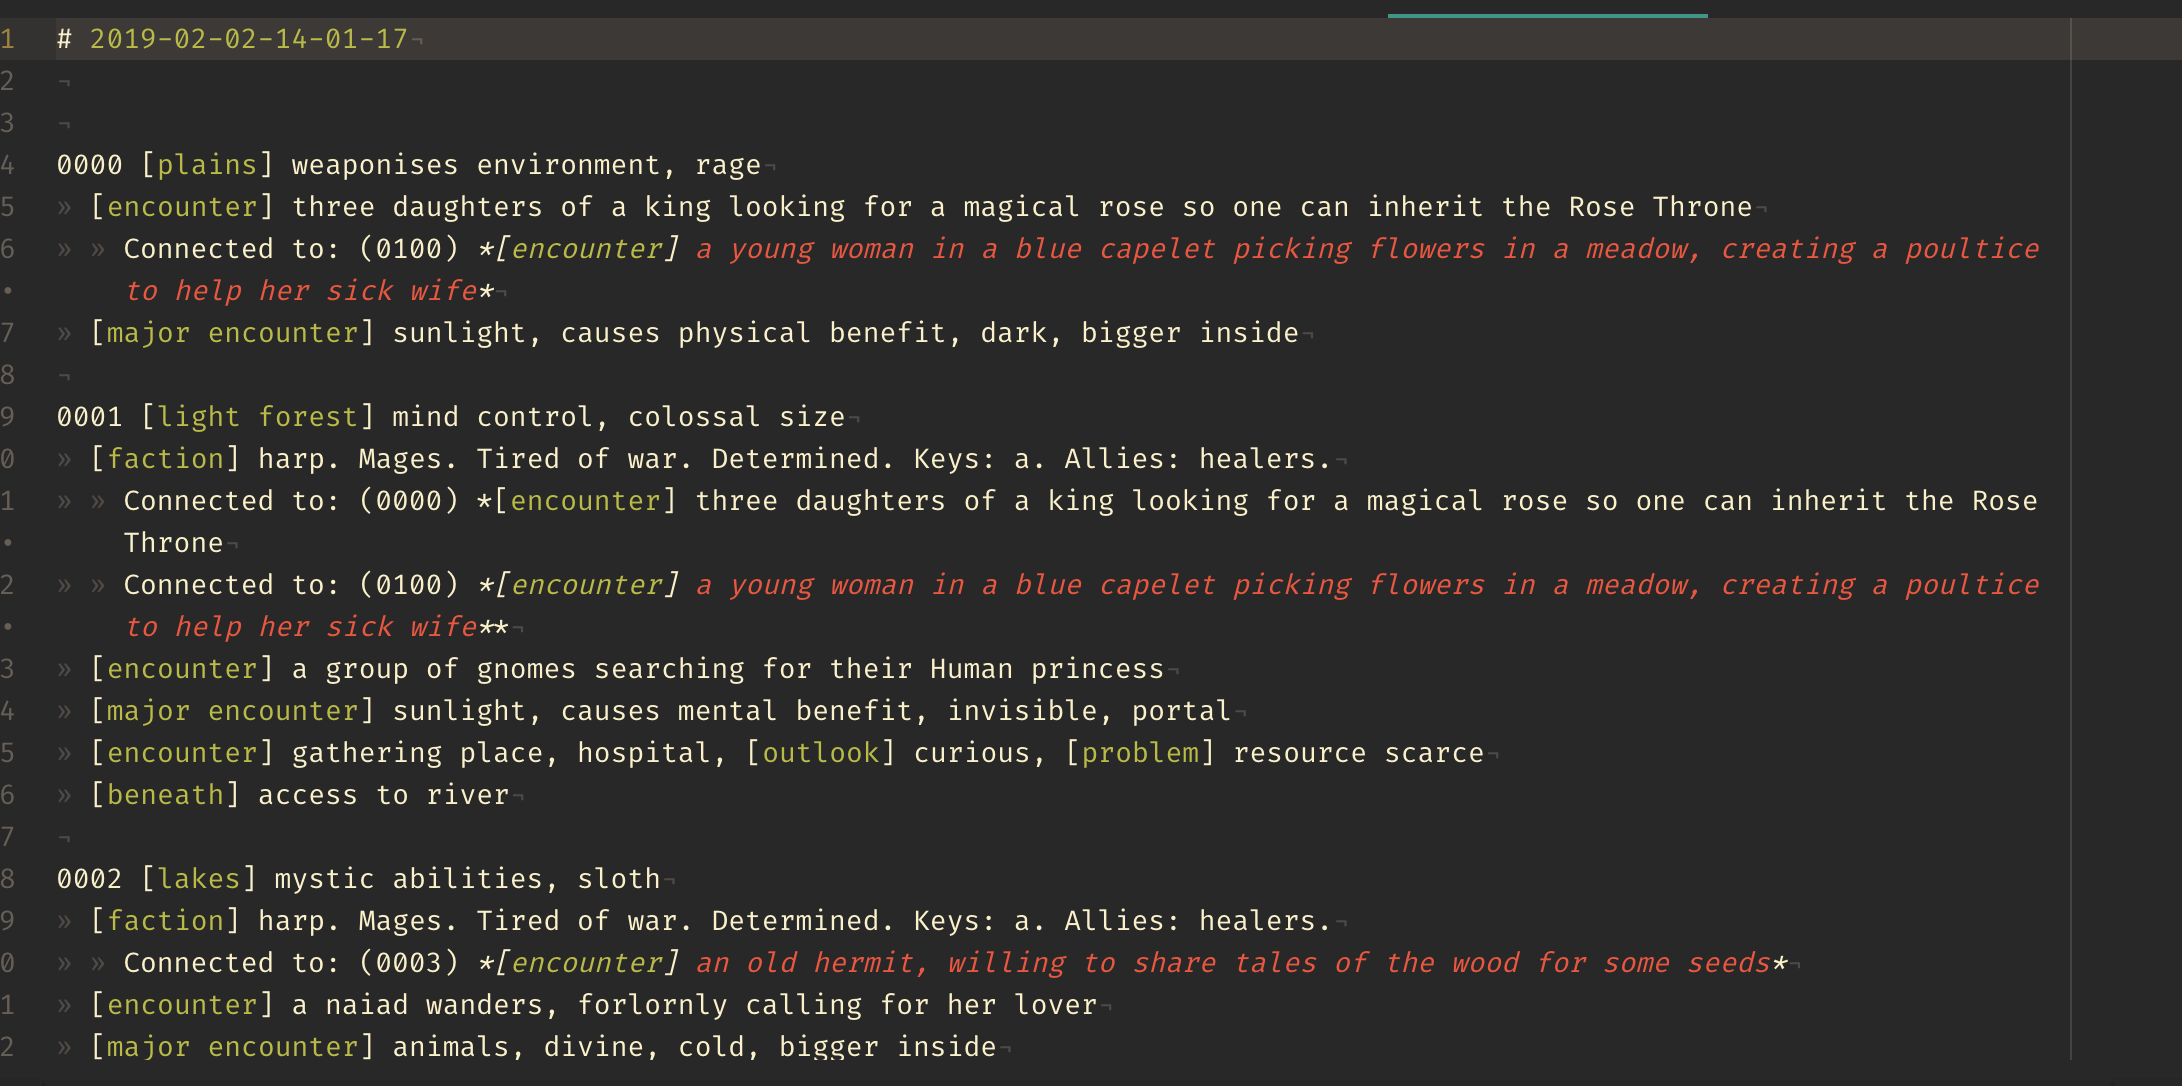 1 # 2019-02-02-14-01-17¬
2 ¬
3 ¬
4 0000 [plains] weaponises environment, rage¬
5 » [encounter] three daughters of a king looking for a magical rose so one can inherit the Rose Throne¬
6 » » Connected to: (0100) *[encounter] a young woman in a blue capelet picking flowers in a meadow, creating a poultice
• to help her sick wife*¬
7 » [major encounter] sunlight, causes physical benefit, dark, bigger inside¬
8 ¬
9 0001 [light forest] mind control, colossal size¬
0 » [faction] harp. Mages. Tired of war. Determined. Keys: a. Allies: healers.¬
1 » » Connected to: (0000) *[encounter] three daughters of a king looking for a magical rose so one can inherit the Rose
• Throne¬
2 » » Connected to: (0100) *[encounter] a young woman in a blue capelet picking flowers in a meadow, creating a poultice
• to help her sick wife**¬
3 » [encounter] a group of gnomes searching for their Human princess¬
4 » [major encounter] sunlight, causes mental benefit, invisible, portal¬
5 » [encounter] gathering place, hospital, [outlook] curious, [problem] resource scarce¬
6 » [beneath] access to river¬
7 ¬
8 0002 [lakes] mystic abilities, sloth¬
9 » [faction] harp. Mages. Tired of war. Determined. Keys: a. Allies: healers.¬
0 » » Connected to: (0003) *[encounter] an old hermit, willing to share tales of the wood for some seeds*¬
1 » [encounter] a naiad wanders, forlornly calling for her lover¬
2 » [major encounter] animals, divine, cold, bigger inside¬